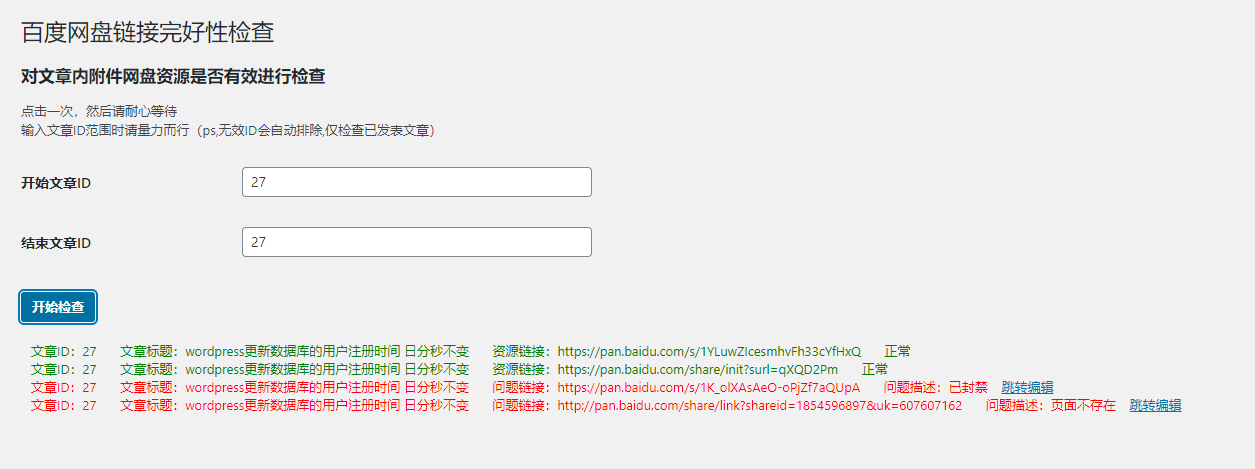 百度网盘链接完好性检查
对文章内附件网盘资源是否有效进行检查
点击一次，然后请耐心等待
输入文章ID范围时请量力而行（ps,无效ID会自动排除,仅检查已发表文章）
开始文章ID
27
结束文章ID
27
开始检查
文章ID：27 文章标题：wordpress更新数据库的用户注册时间 日分秒不变 资源链接：https://pan.baidu.com/s/1YLuwZIcesmhvFh33cYfHxQ 正常
文章ID：27 文章标题：wordpress更新数据库的用户注册时间 日分秒不变 资源链接：https://pan.baidu.com/share/init?surl=qXQD2Pm 正常
文章ID：27 文章标题：wordpress更新数据库的用户注册时间 日分秒不变 问题链接：https://pan.baidu.com/s/1K_olXAsAeO-oPjZf7aQUpA 问题描述：已封禁 跳转编辑
文章ID：27 文章标题：wordpress更新数据库的用户注册时间 日分秒不变 问题链接：http://pan.baidu.com/share/link?shareid=1854596897&uk=607607162 问题描述：页面不存在 跳转编辑